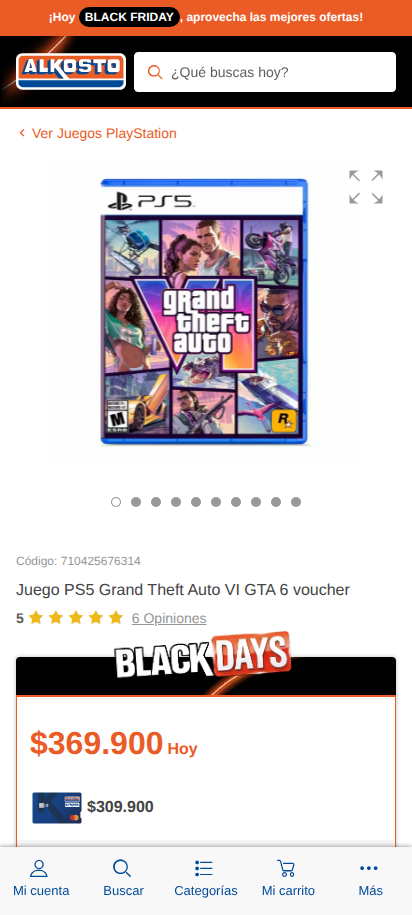 ¡Hoy BLACK FRIDAY, aprovecha las mejores ofertas!
ALKOSTO
¿Qué buscas hoy?
Ver Juegos PlayStation
PS5
grand
theft
auto
VI
M
ESRB
R
Código: 710425676314
Juego PS5 Grand Theft Auto VI GTA 6 voucher
5 6 Opiniones
BLACK DAYS
$369.900 Hoy
$309.900
Mi cuenta Buscar Categorías Mi carrito Más